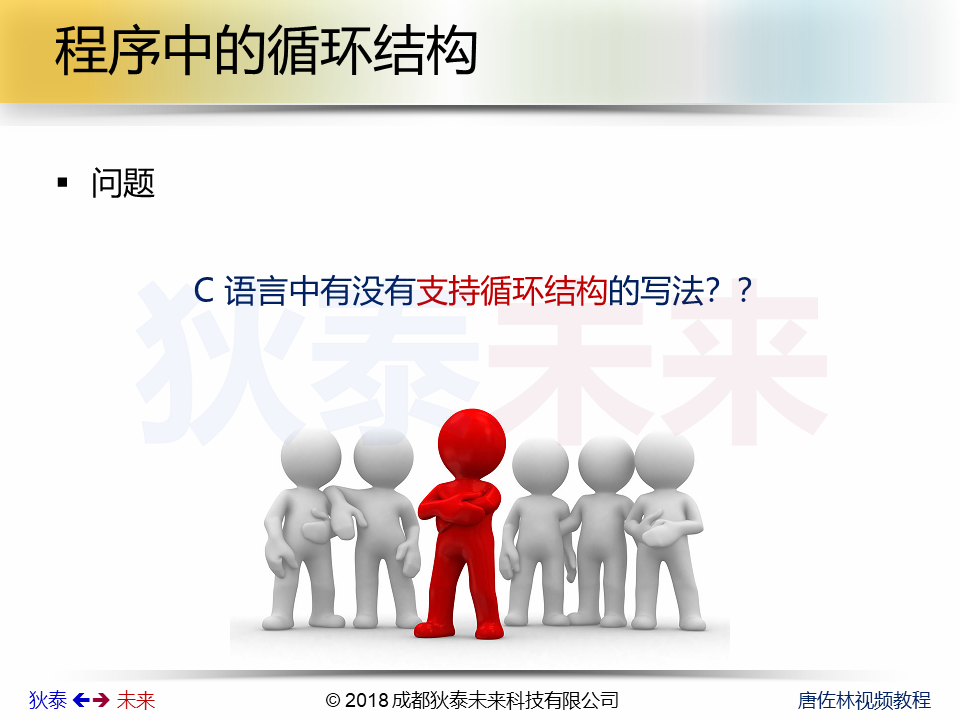 程序中的循环结构
▪ 问题
C 语言中有没有支持循环结构的写法？？
狄泰未来
狄泰 未来
© 2018 成都狄泰未来科技有限公司
唐佐林视频教程